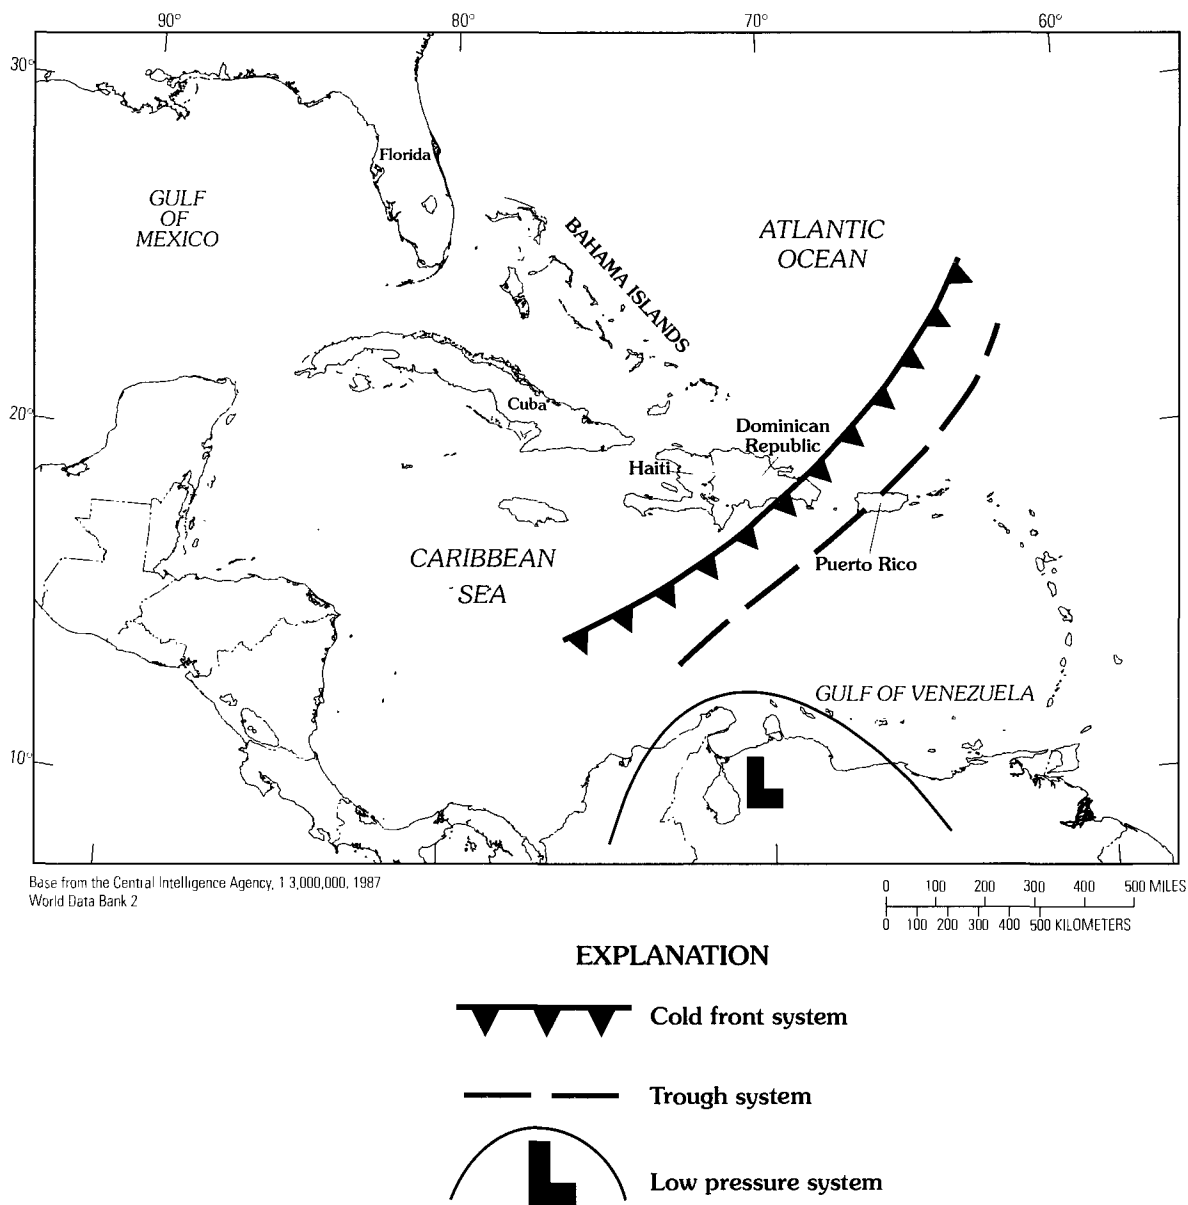 90°
80°
70°
60°
30°
Florida
GULF
OF
MEXICO
BAHAMA ISLANDS
ATLANTIC
OCEAN
20°
Cuba
Dominican
Republic
Haiti
CARIBBEAN
SEA
Puerto Rico
GULF OF VENEZUELA
10°
L
Base from the Central Intelligence Agency, 1 3,000,000, 1987
World Data Bank 2
0 100 200 300 400 500 MILES
0 100 200 300 400 500 KILOMETERS
EXPLANATION
Cold front system
Trough system
L
Low pressure system